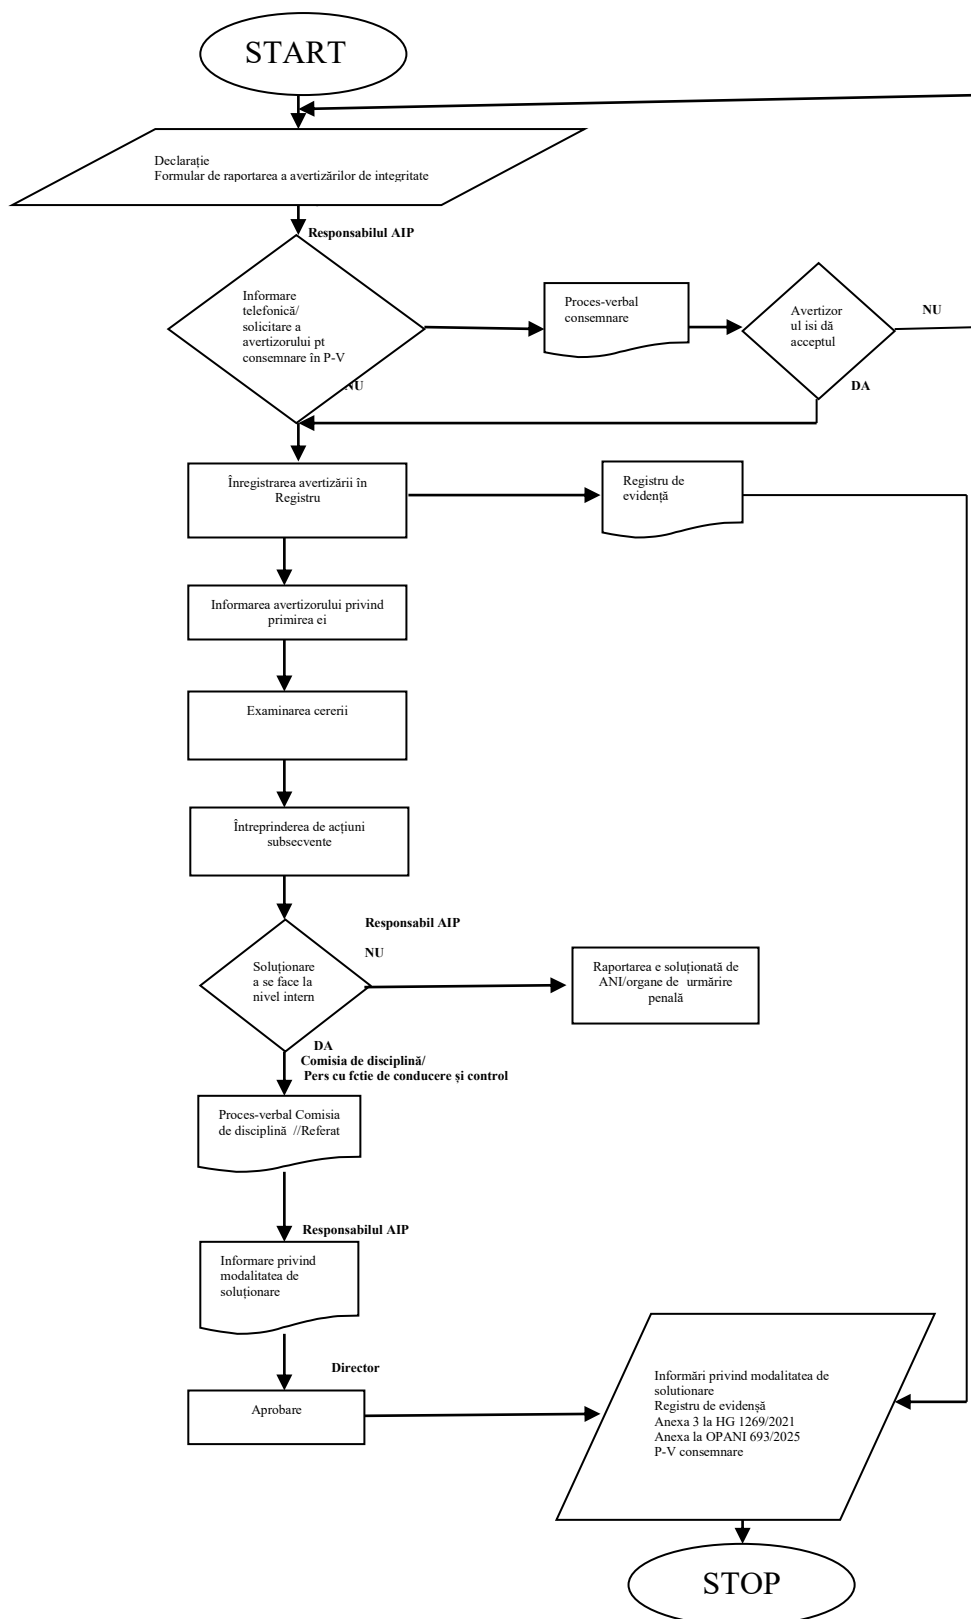 START
Declarație
Formular de raportarea a avertizărilor de integritate
Responsabilul AIP
Informare
telefonică/
solicitare a
avertizorului pt
consemnare în P-V
NU
Proces-verbal
consemnare
Avertizor
ul isi dă
acceptul
NU
DA
Înregistrarea avertizării în
Registru
Registru de
evidență
Informarea avertizorului privind
primirea ei
Examinarea cererii
Întreprinderea de acțiuni
subsecvente
Responsabil AIP
NU
Soluționare
a se face la
nivel intern
Raportarea e soluționată de
ANI/organe de urmărire
penală
DA
Comisia de disciplină/
Pers cu fctie de conducere și control
Proces-verbal Comisia
de disciplină //Referat
Responsabilul AIP
Informare privind
modalitatea de
soluționare
Director
Aprobare
Informări privind modalitatea de
solutionare
Registru de evidenșă
Anexa 3 la HG 1269/2021
Anexa la OPANI 693/2025
P-V consemnare
STOP